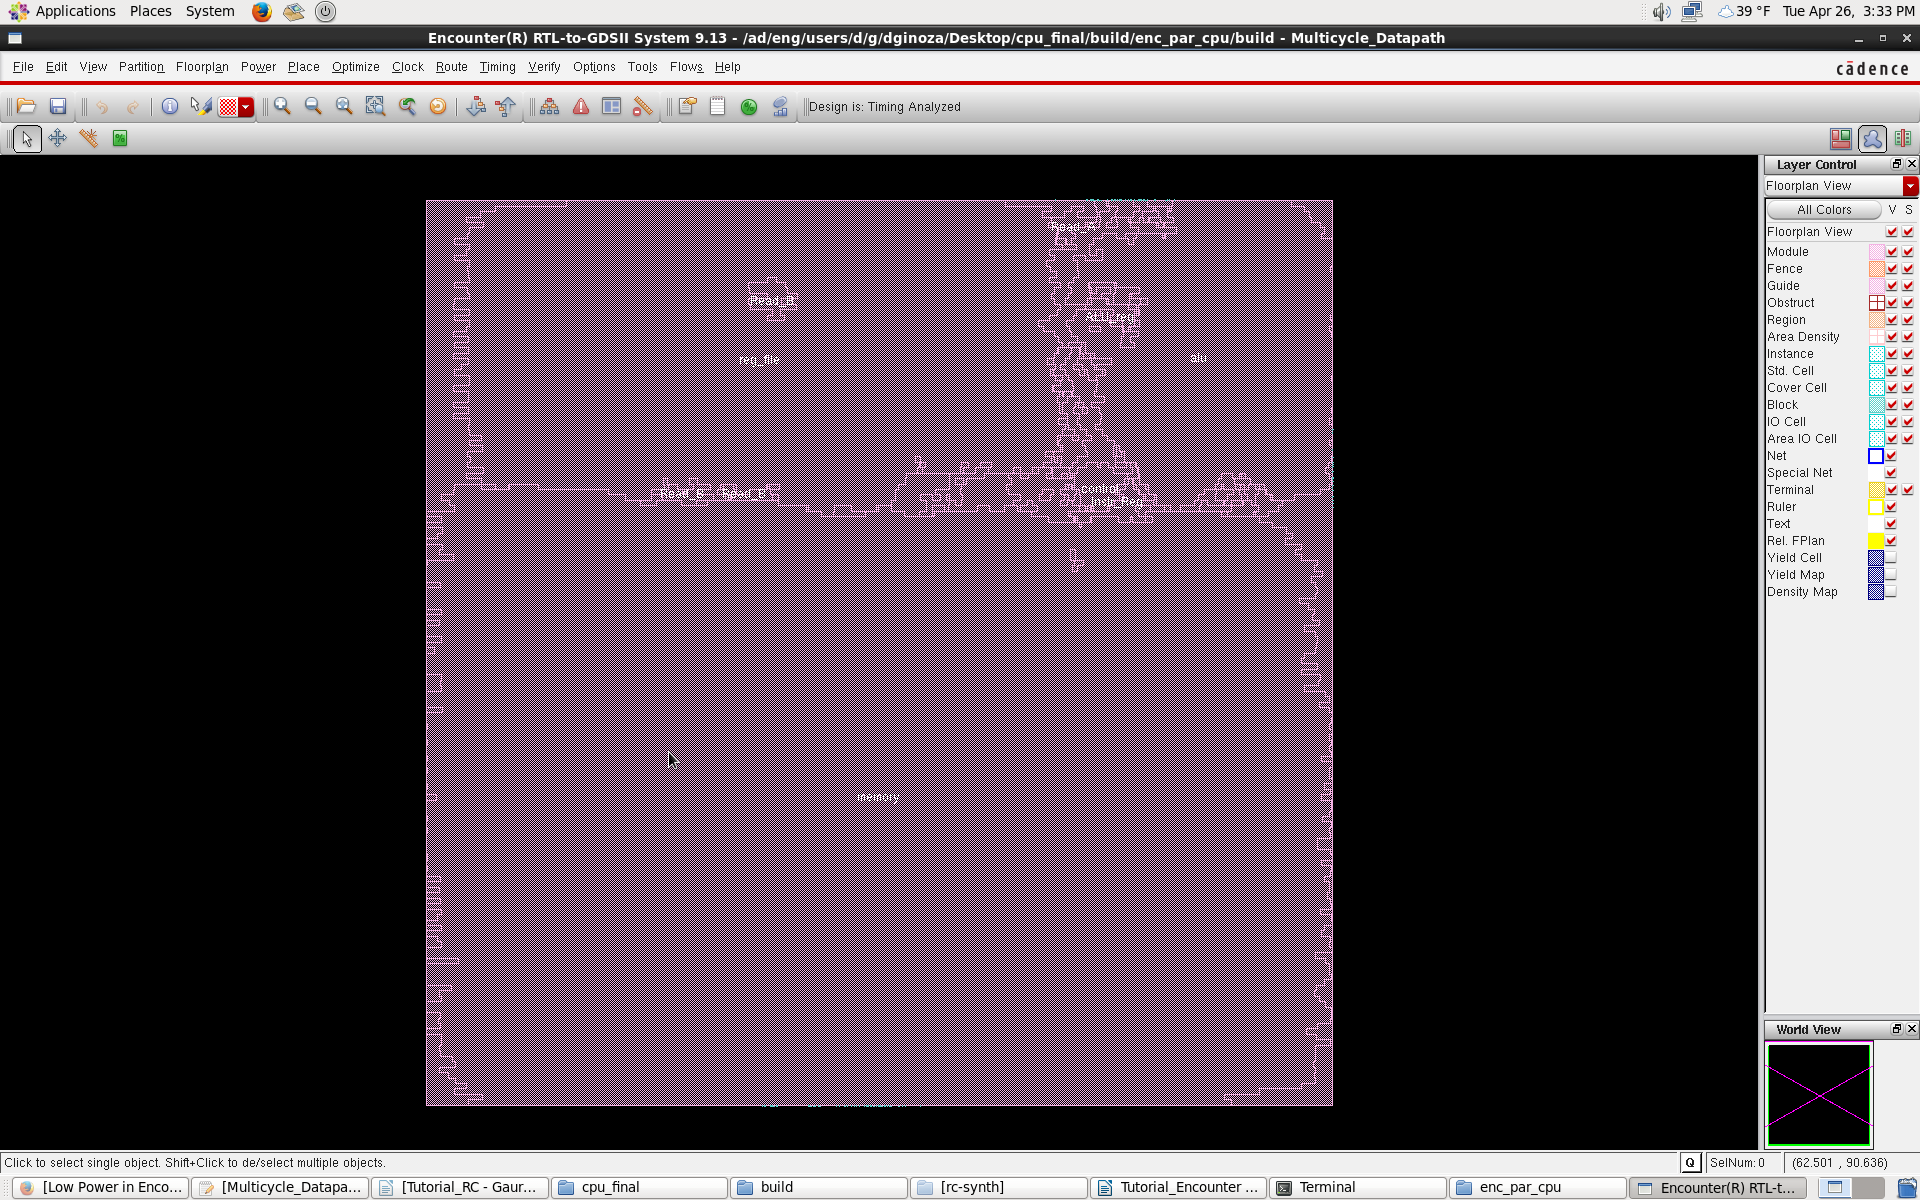 Applications Places System 39 °F Tue Apr 26, 3:33 PM
Encounter(R) RTL-to-GDSII System 9.13 - /ad/eng/users/d/g/dginoza/Desktop/cpu_final/build/enc_par_cpu/build - Multicycle_Datapath
File Edit View Partition Floorplan Power Place Optimize Clock Route Timing Verify Options Tools Flows Help
cādence
Design is: Timing Analyzed
Layer Control
Floorplan View
All Colors V S
Floorplan View
Module
Fence
Guide
Obstruct
Region
Area Density
Instance
Std. Cell
Cover Cell
Block
IO Cell
Area IO Cell
Net
Special Net
Terminal
Ruler
Text
Rel. FPlan
Yield Cell
Yield Map
Density Map
Read_B
ALU_reg
reg_file
alu
Control
Instr_Reg
memory
World View
Click to select single object. Shift+Click to de/select multiple objects.
Q SelNum: 0 (62.501 , 90.636)
[Low Power in Enco... [Multicycle_Datapa... [Tutorial_RC - Gaur... cpu_final build [rc-synth] Tutorial_Encounter ... Terminal enc_par_cpu Encounter(R) RTL-t...